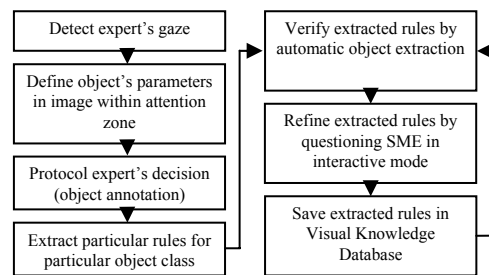 Detect expert's gaze
Define object's parameters
in image within attention
zone
Protocol expert's decision
(object annotation)
Extract particular rules for
particular object class
Verify extracted rules by
automatic object extraction
Refine extracted rules by
questioning SME in
interactive mode
Save extracted rules in
Visual Knowledge
Database